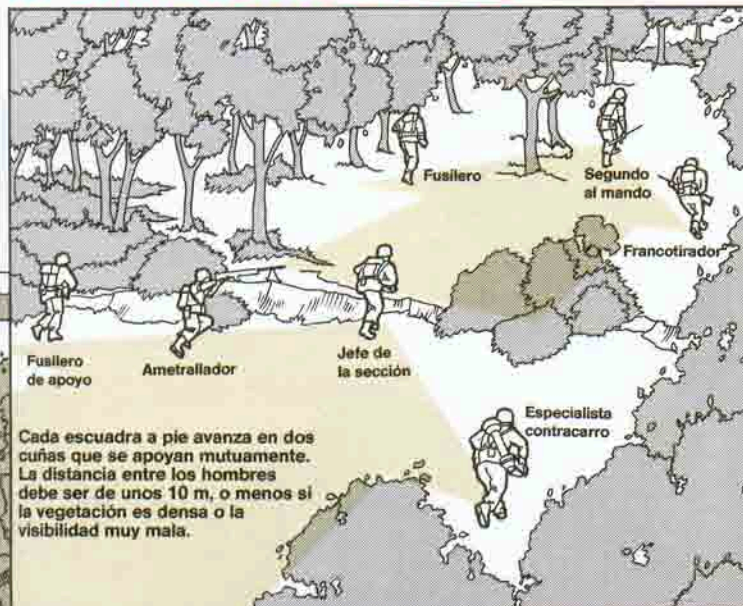 Fusilero
Segundo
al mando
Francotirador
Fusilero
de apoyo
Ametrallador
Jefe de
la sección
Especialista
contracarro
Cada escuadra a pie avanza en dos
cuñas que se apoyan mutuamente.
La distancia entre los hombres
debe ser de unos 10 m, o menos si
la vegetación es densa o la
visibilidad muy mala.